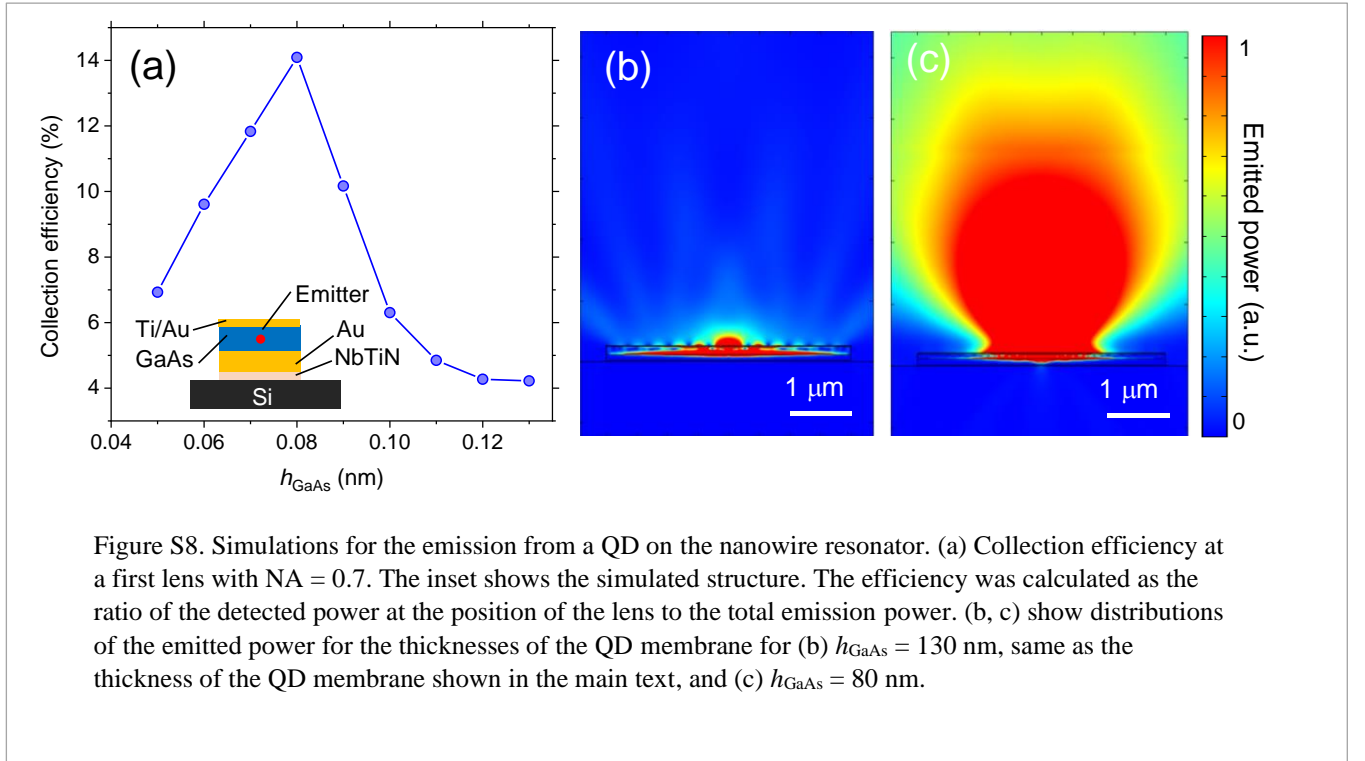 (a)
14
12
10
8
6
4
Collection efficiency (%)
Emitter
Ti/Au
Au
GaAs
NbTiN
Si
0.04 0.06 0.08 0.10 0.12
hGaAs (nm)
(b)
1 μm
(c)
1 μm
1
0
Emitted power (a.u.)
Figure S8. Simulations for the emission from a QD on the nanowire resonator. (a) Collection efficiency at
a first lens with NA = 0.7. The inset shows the simulated structure. The efficiency was calculated as the
ratio of the detected power at the position of the lens to the total emission power. (b, c) show distributions
of the emitted power for the thicknesses of the QD membrane for (b) hGaAs = 130 nm, same as the
thickness of the QD membrane shown in the main text, and (c) hGaAs = 80 nm.